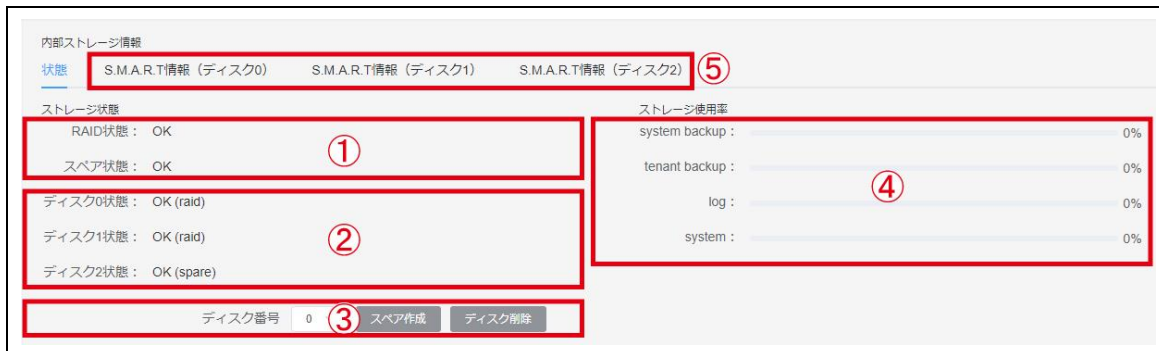 内部ストレージ情報
状態 S.M.A.R.T情報（ディスク0） S.M.A.R.T情報（ディスク1） S.M.A.R.T情報（ディスク2） ⑤
ストレージ状態
RAID状態： OK
スペア状態： OK
①
ディスク0状態： OK (raid)
ディスク1状態： OK (raid)
ディスク2状態： OK (spare)
②
ディスク番号 0 ③ スペア作成 ディスク削除
ストレージ使用率
system backup： 0%
tenant backup： 0%
log： 0%
system： 0%
④